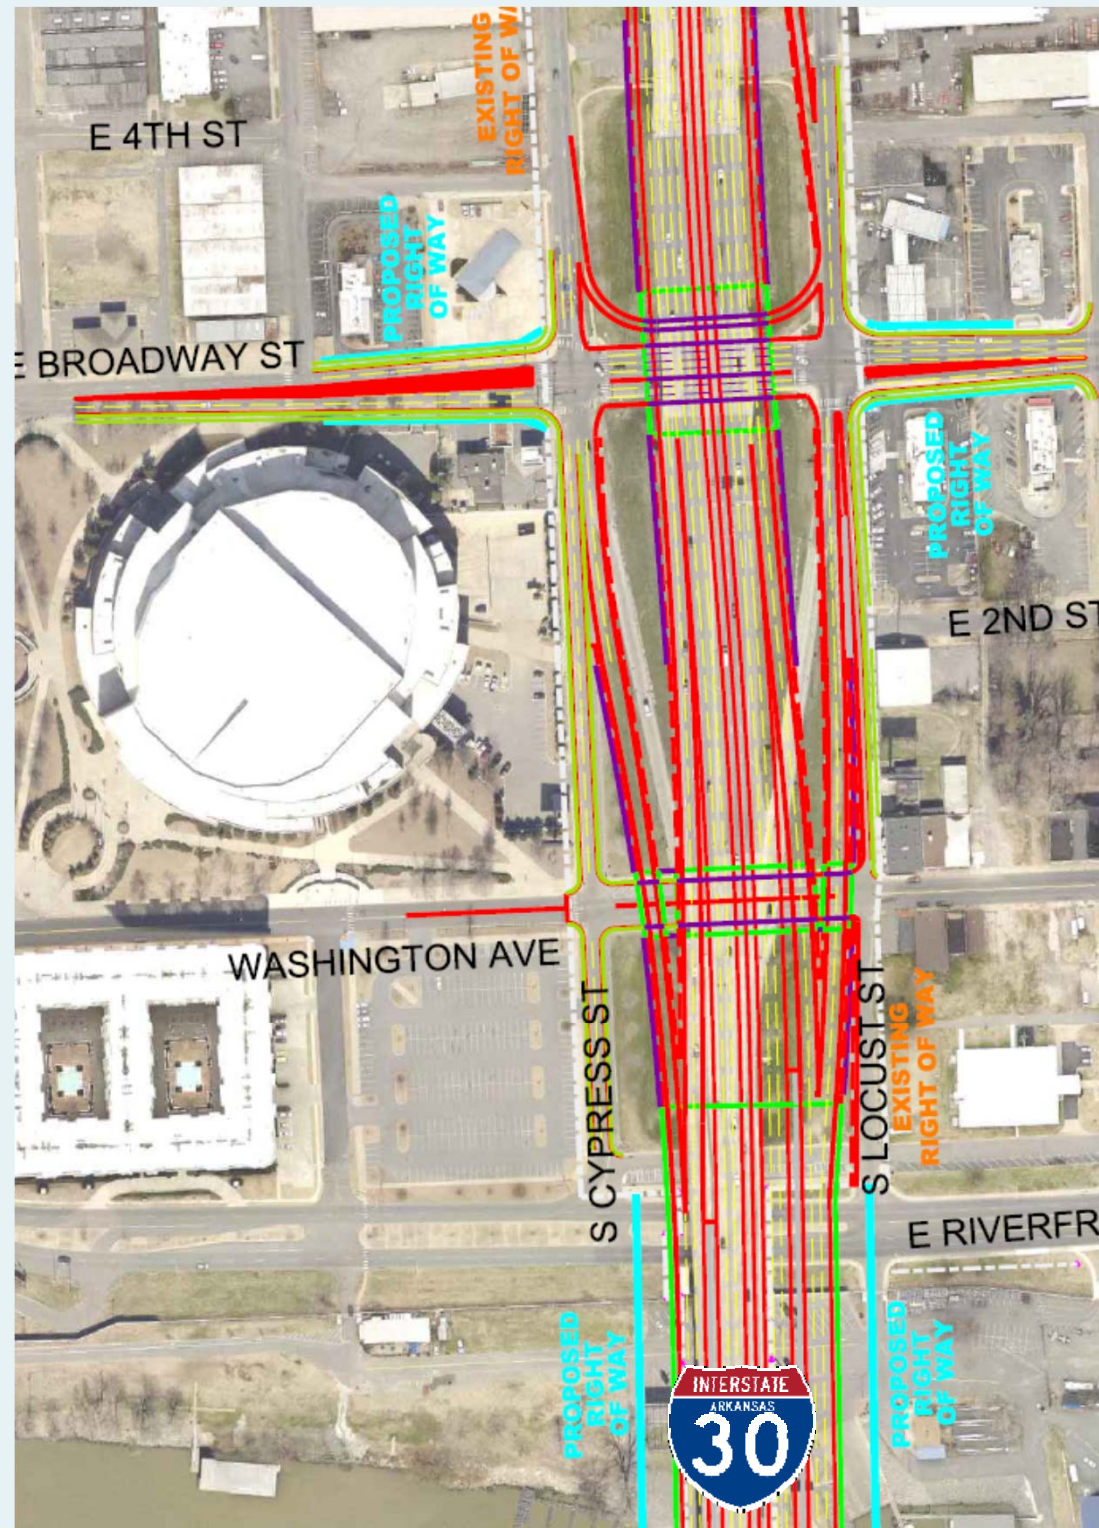 EXISTING
RIGHT OF WA
E 4TH ST
PROPOSED
RIGHT
OF WAY
E BROADWAY ST
PROPOSED
RIGHT
OF WAY
E 2ND ST
WASHINGTON AVE
S CYPRESS ST
S LOCUST ST
EXISTING
RIGHT OF WAY
E RIVERFR
PROPOSED
RIGHT
OF WAY
PROPOSED
RIGHT
OF WAY
INTERSTATE
ARKANSAS
30